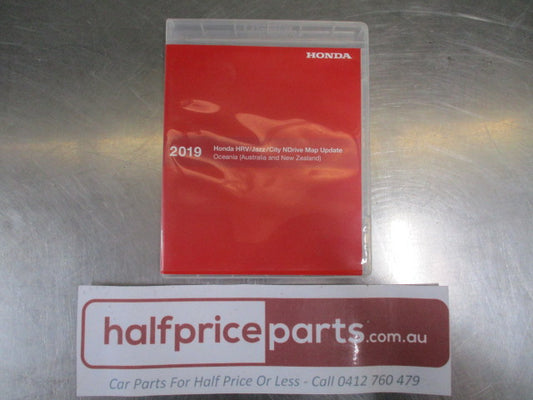 HONDA
2019 Honda HRV/Jazz/City NDrive Map Update
Oceania (Australia and New Zealand)
halfpriceparts.com.au
Car Parts For Half Price Or Less - Call 0412 760 479